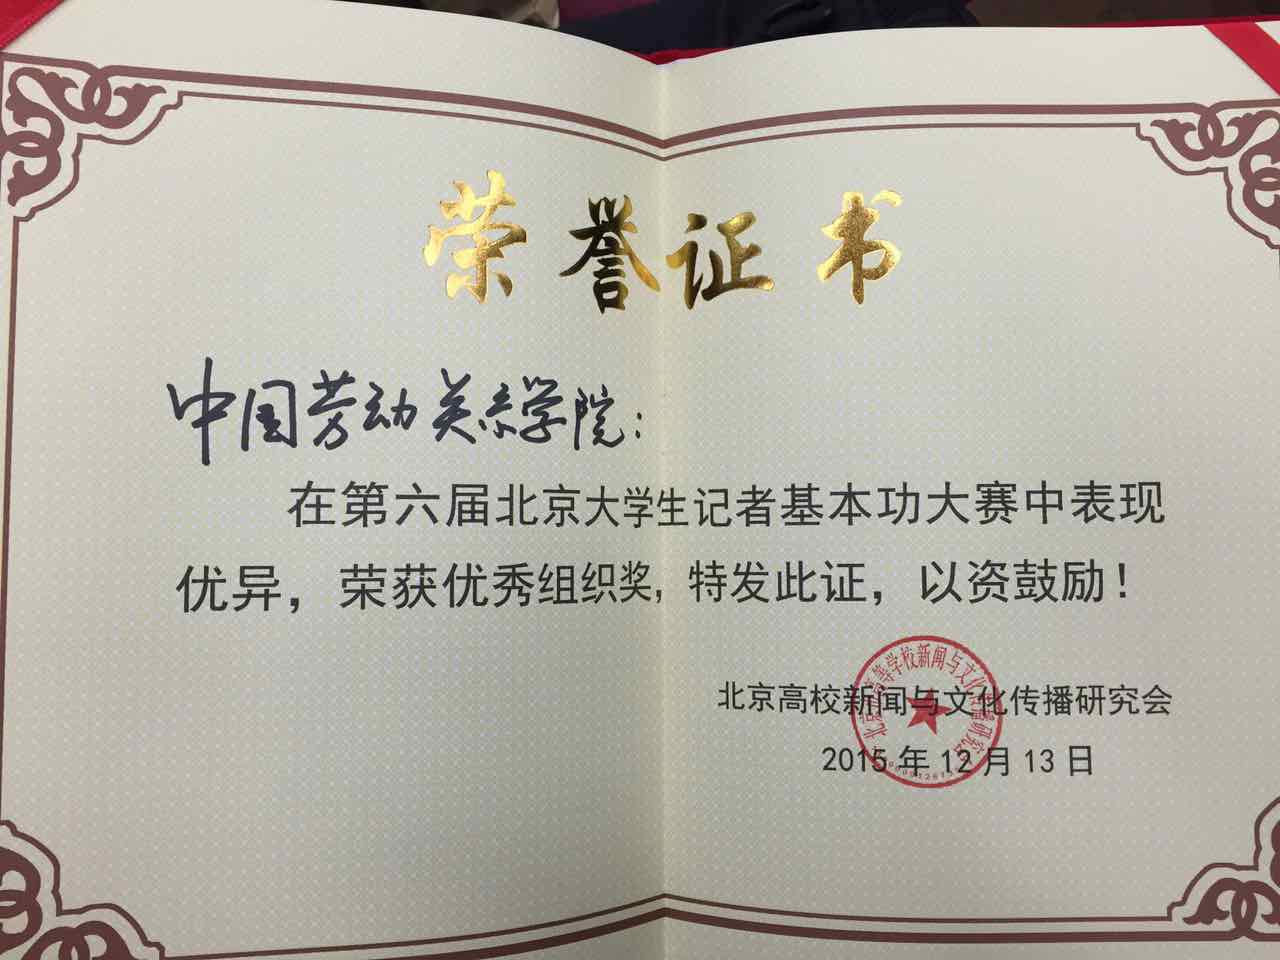 荣誉证书
中国劳动关系学院：
在第六届北京大学生记者基本功大赛中表现
优异，荣获优秀组织奖，特发此证，以资鼓励！
北京高校新闻与文化传播研究会
2015年12月13日